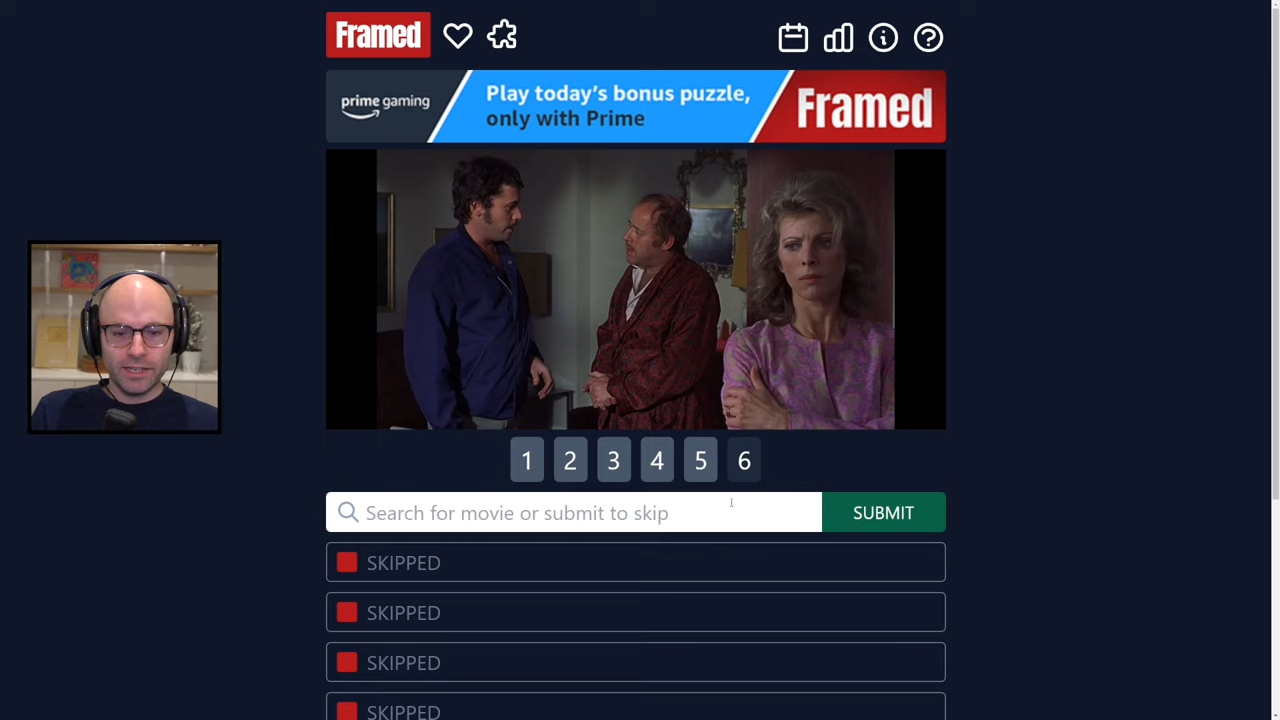 Framed
prime gaming
Play today's bonus puzzle,
only with Prime
Framed
1 2 3 4 5 6
Search for movie or submit to skip
SUBMIT
SKIPPED
SKIPPED
SKIPPED
SKIPPED